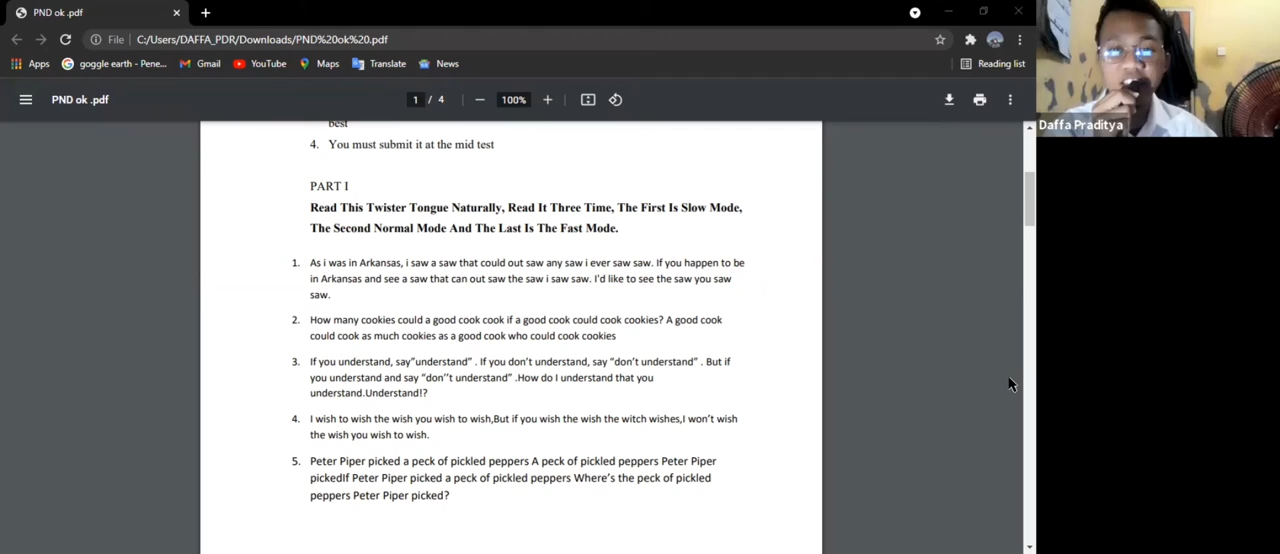 PND ok .pdf
File
C:/Users/DAFFA_PDR/Downloads/PND%20ok%20.pdf
Apps
goggle earth - Pene...
Gmail
YouTube
Maps
Translate
News
Reading list
PND ok .pdf
1 / 4
100%
Daffa Praditya
best
4. You must submit it at the mid test
PART I
Read This Twister Tongue Naturally, Read It Three Time, The First Is Slow Mode,
The Second Normal Mode And The Last Is The Fast Mode.
1. As i was in Arkansas, i saw a saw that could out saw any saw i ever saw saw. If you happen to be
in Arkansas and see a saw that can out saw the saw i saw saw. I'd like to see the saw you saw
saw.
2. How many cookies could a good cook cook if a good cook could cook cookies? A good cook
could cook as much cookies as a good cook who could cook cookies
3. If you understand, say"understand" . If you don't understand, say "don't understand" . But if
you understand and say "don''t understand" .How do I understand that you
understand.Understand!?
4. I wish to wish the wish you wish to wish,But if you wish the wish the witch wishes,I won't wish
the wish you wish to wish.
5. Peter Piper picked a peck of pickled peppers A peck of pickled peppers Peter Piper
pickedIf Peter Piper picked a peck of pickled peppers Where's the peck of pickled
peppers Peter Piper picked?